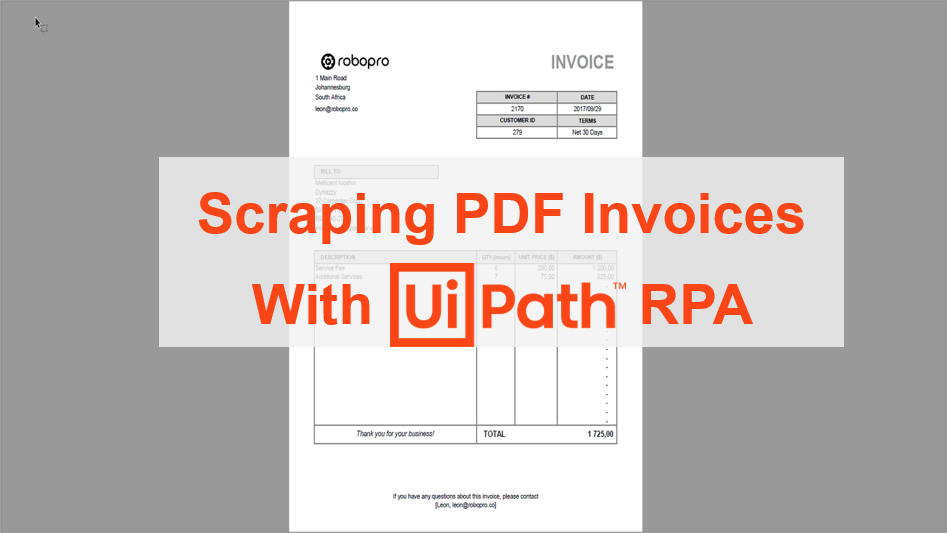 robopro
INVOICE
1 Main Road
Johannesburg
South Africa
leon@robopro.co
INVOICE # DATE
2170 2017/09/29
CUSTOMER ID TERMS
279 Net 30 Days
BILL TO
Dynazzy
37 Carpenter
Scraping PDF Invoices
DESCRIPTION QTY (hours) UNIT PRICE ($) AMOUNT ($)
Service Fee 6 200,00 1 200,00
Additional Services 7 75,00 525,00
With UiPath™ RPA
Thank you for your business! TOTAL 1 725,00
If you have any questions about this invoice, please contact
[Leon, leon@robopro.co]